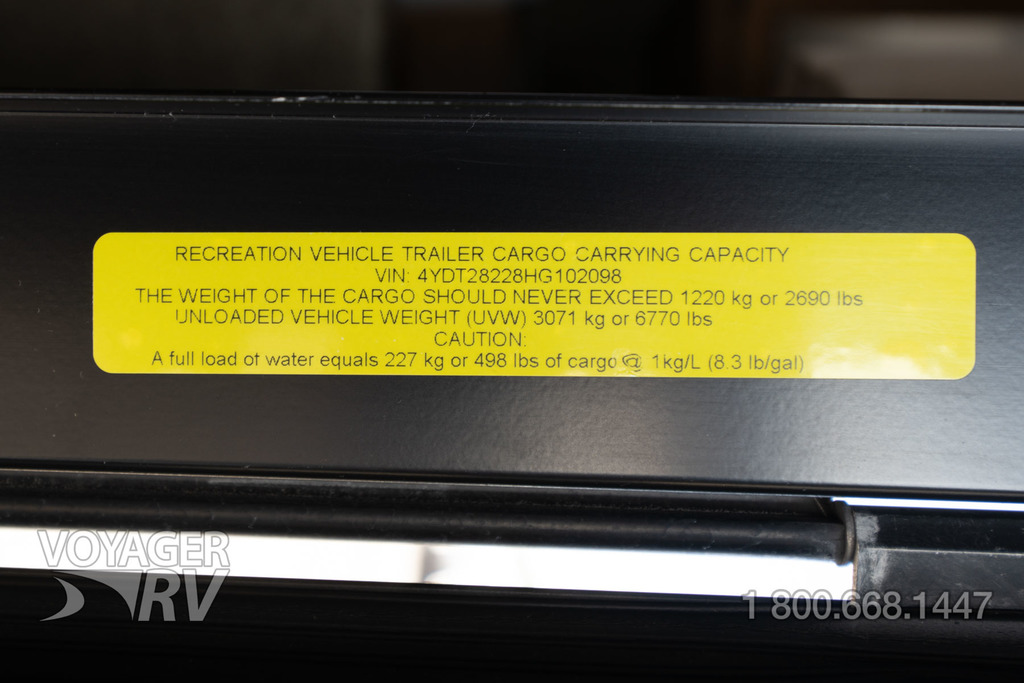 RECREATION VEHICLE TRAILER CARGO CARRYING CAPACITY
VIN: 4YDT28228HG102098
THE WEIGHT OF THE CARGO SHOULD NEVER EXCEED 1220 kg or 2690 lbs
UNLOADED VEHICLE WEIGHT (UVW) 3071 kg or 6770 lbs
CAUTION:
A full load of water equals 227 kg or 498 lbs of cargo @ 1kg/L (8.3 lb/gal)
VOYAGER
RV
1 800.668.1447